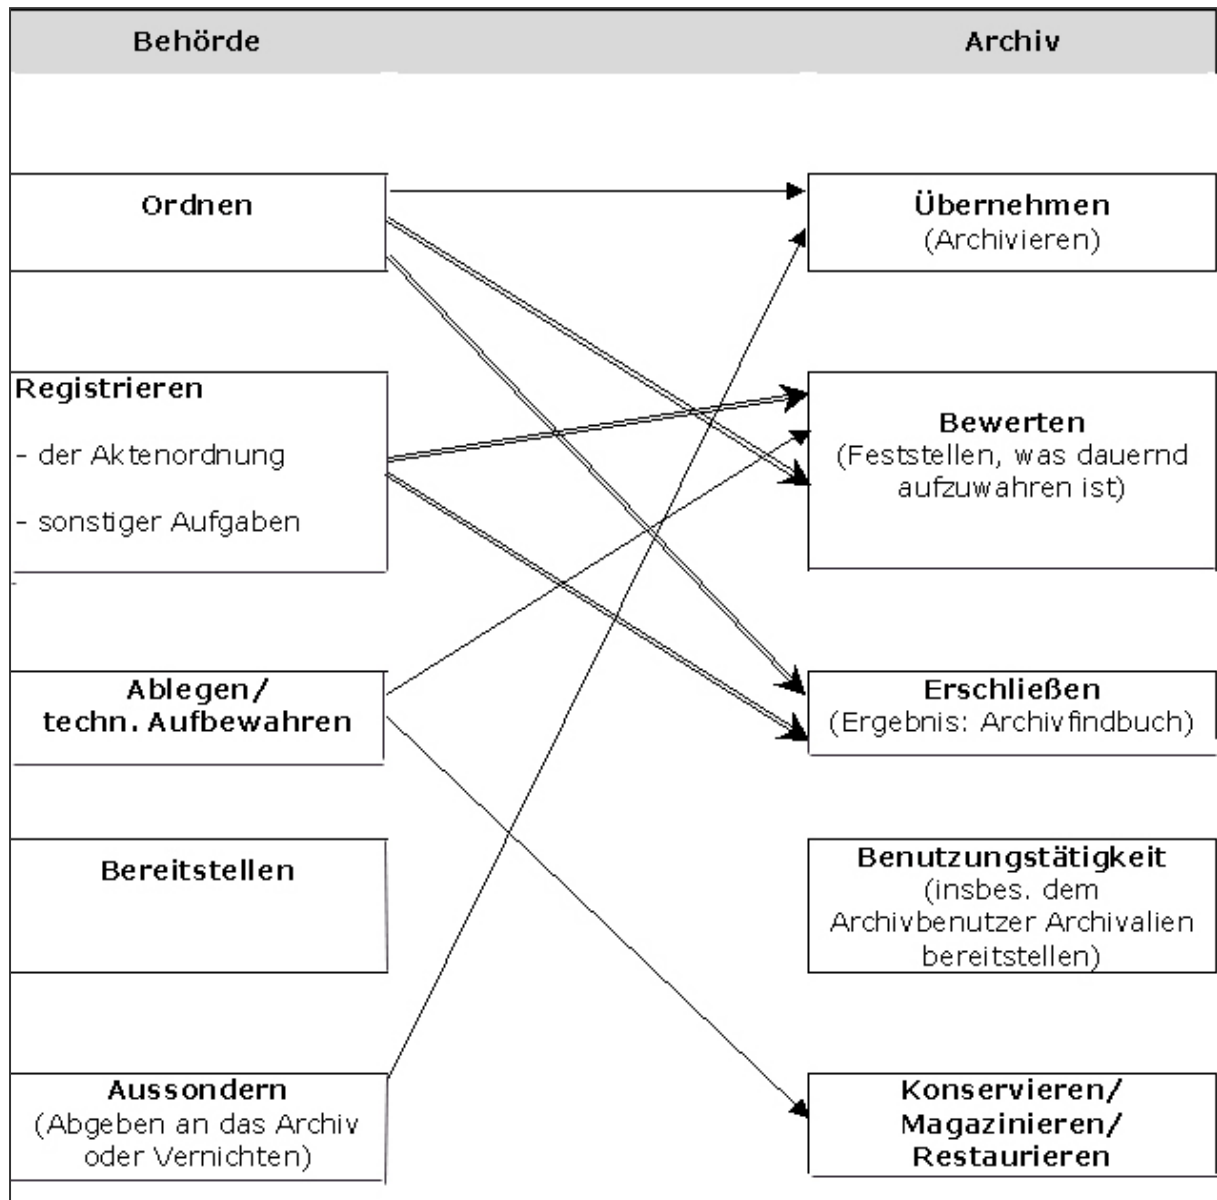 Behörde
Archiv
Ordnen
Übernehmen
(Archivieren)
Registrieren
- der Aktenordnung
- sonstiger Aufgaben
Bewerten
(Feststellen, was dauernd
aufzuwahren ist)
Ablegen/
techn. Aufbewahren
Erschließen
(Ergebnis: Archivfindbuch)
Bereitstellen
Benutzungstätigkeit
(insbes. dem
Archivbenutzer Archivalien
bereitstellen)
Aussondern
(Abgeben an das Archiv
oder Vernichten)
Konservieren/
Magazinieren/
Restaurieren